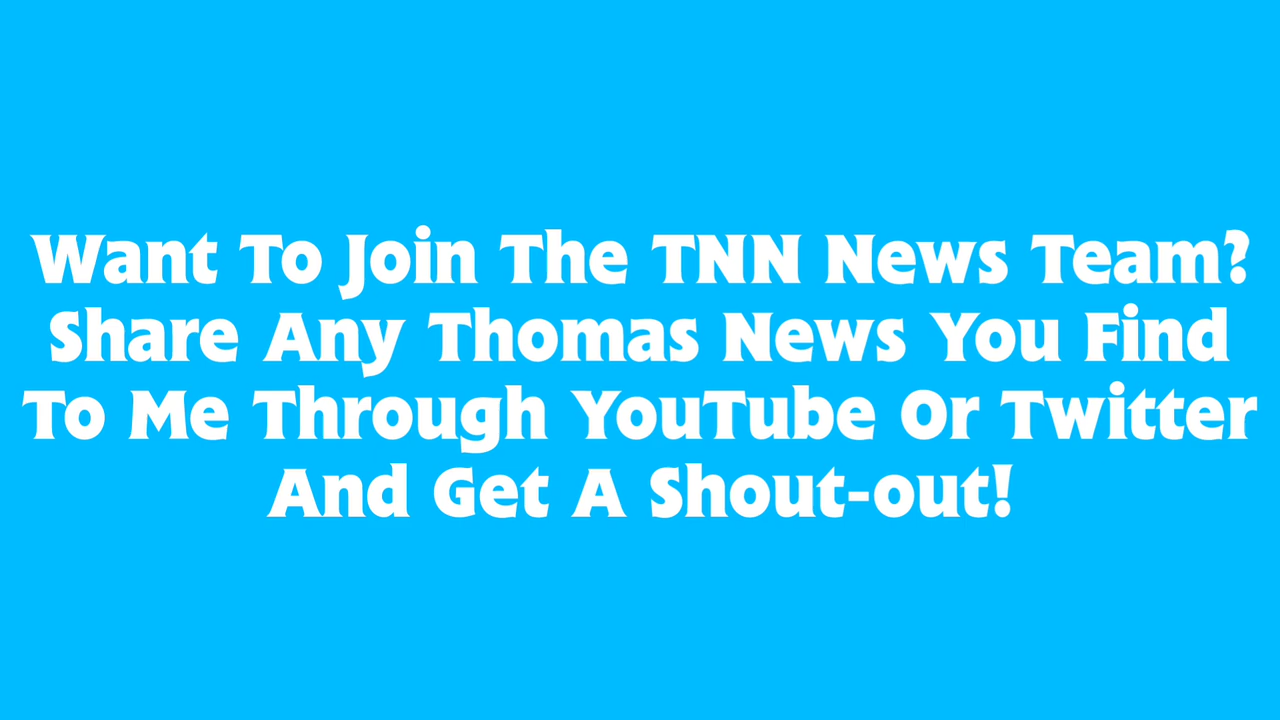 Want To Join The TNN News Team?
Share Any Thomas News You Find
To Me Through YouTube Or Twitter
And Get A Shout-out!